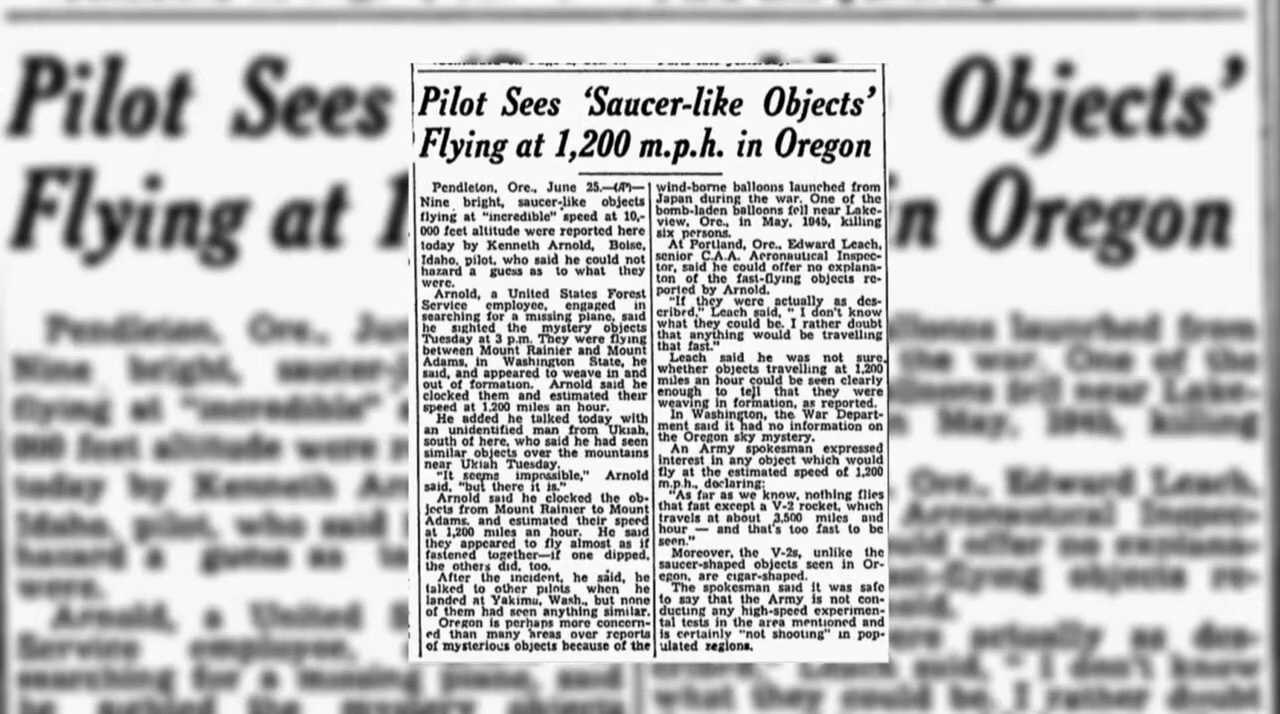 Pilot Sees ‘Saucer-like Objects’
Flying at 1,200 m.p.h. in Oregon
Pendleton, Ore., June 25.—(AP)—
Nine bright, saucer-like objects
flying at "incredible" speed at 10,-
000 feet altitude were reported here
today by Kenneth Arnold, Boise,
Idaho, pilot, who said he could not
hazard a guess as to what they
were.
Arnold, a United States Forest
Service employee, engaged in
searching for a missing plane, said
he sighted the mystery objects
Tuesday at 3 p.m. They were flying
between Mount Rainier and Mount
Adams, in Washington State, he
said, and appeared to weave in and
out of formation. Arnold said he
clocked them and estimated their
speed at 1,200 miles an hour.
He added he talked today with
an unidentified man from Ukiah,
south of here, who said he had seen
similar objects over the mountains
near Ukiah Tuesday.
"It seems impossible," Arnold
said, "but there it is."
Arnold said he clocked the ob-
jects from Mount Rainier to Mount
Adams, and estimated their speed
at 1,200 miles an hour. He said
they appeared to fly almost as if
fastened together—if one dipped,
the others did, too.
After the incident, he said, he
talked to other pilots when he
landed at Yakimu, Wash., but none
of them had seen anything similar.
Oregon is perhaps more concern-
ed than many areas over reports
of mysterious objects because of the
wind-borne balloons launched from
Japan during the war. One of the
bomb-laden balloons fell near Lake-
view, Ore., in May, 1945, killing
six persons.
At Portland, Ore., Edward Leach,
senior C.A.A. Aeronautical Inspec-
tor, said he could offer no explana-
ton of the fast-flying objects re-
ported by Arnold.
"If they were actually as des-
cribed," Leach said, " I don't know
what they could be. I rather doubt
that anything would be travelling
that fast."
Leach said he was not sure
whether objects travelling at 1,200
miles an hour could be seen clearly
enough to tell that they were
weaving in formation, as reported.
In Washington, the War Depart-
ment said it had no information on
the Oregon sky mystery.
An Army spokesman expressed
interest in any object which would
fly at the estimated speed of 1,200
m.p.h., declaring:
"As far as we know, nothing flies
that fast except a V-2 rocket, which
travels at about 3,500 miles and
hour — and that's too fast to be
seen."
Moreover, the V-2s, unlike the
saucer-shaped objects seen in Or-
egon, are cigar-shaped.
The spokesman said it was safe
to say that the Army is not con-
ducting any high-speed experimen-
tal tests in the area mentioned and
is certainly "not shooting" in pop-
ulated regions.